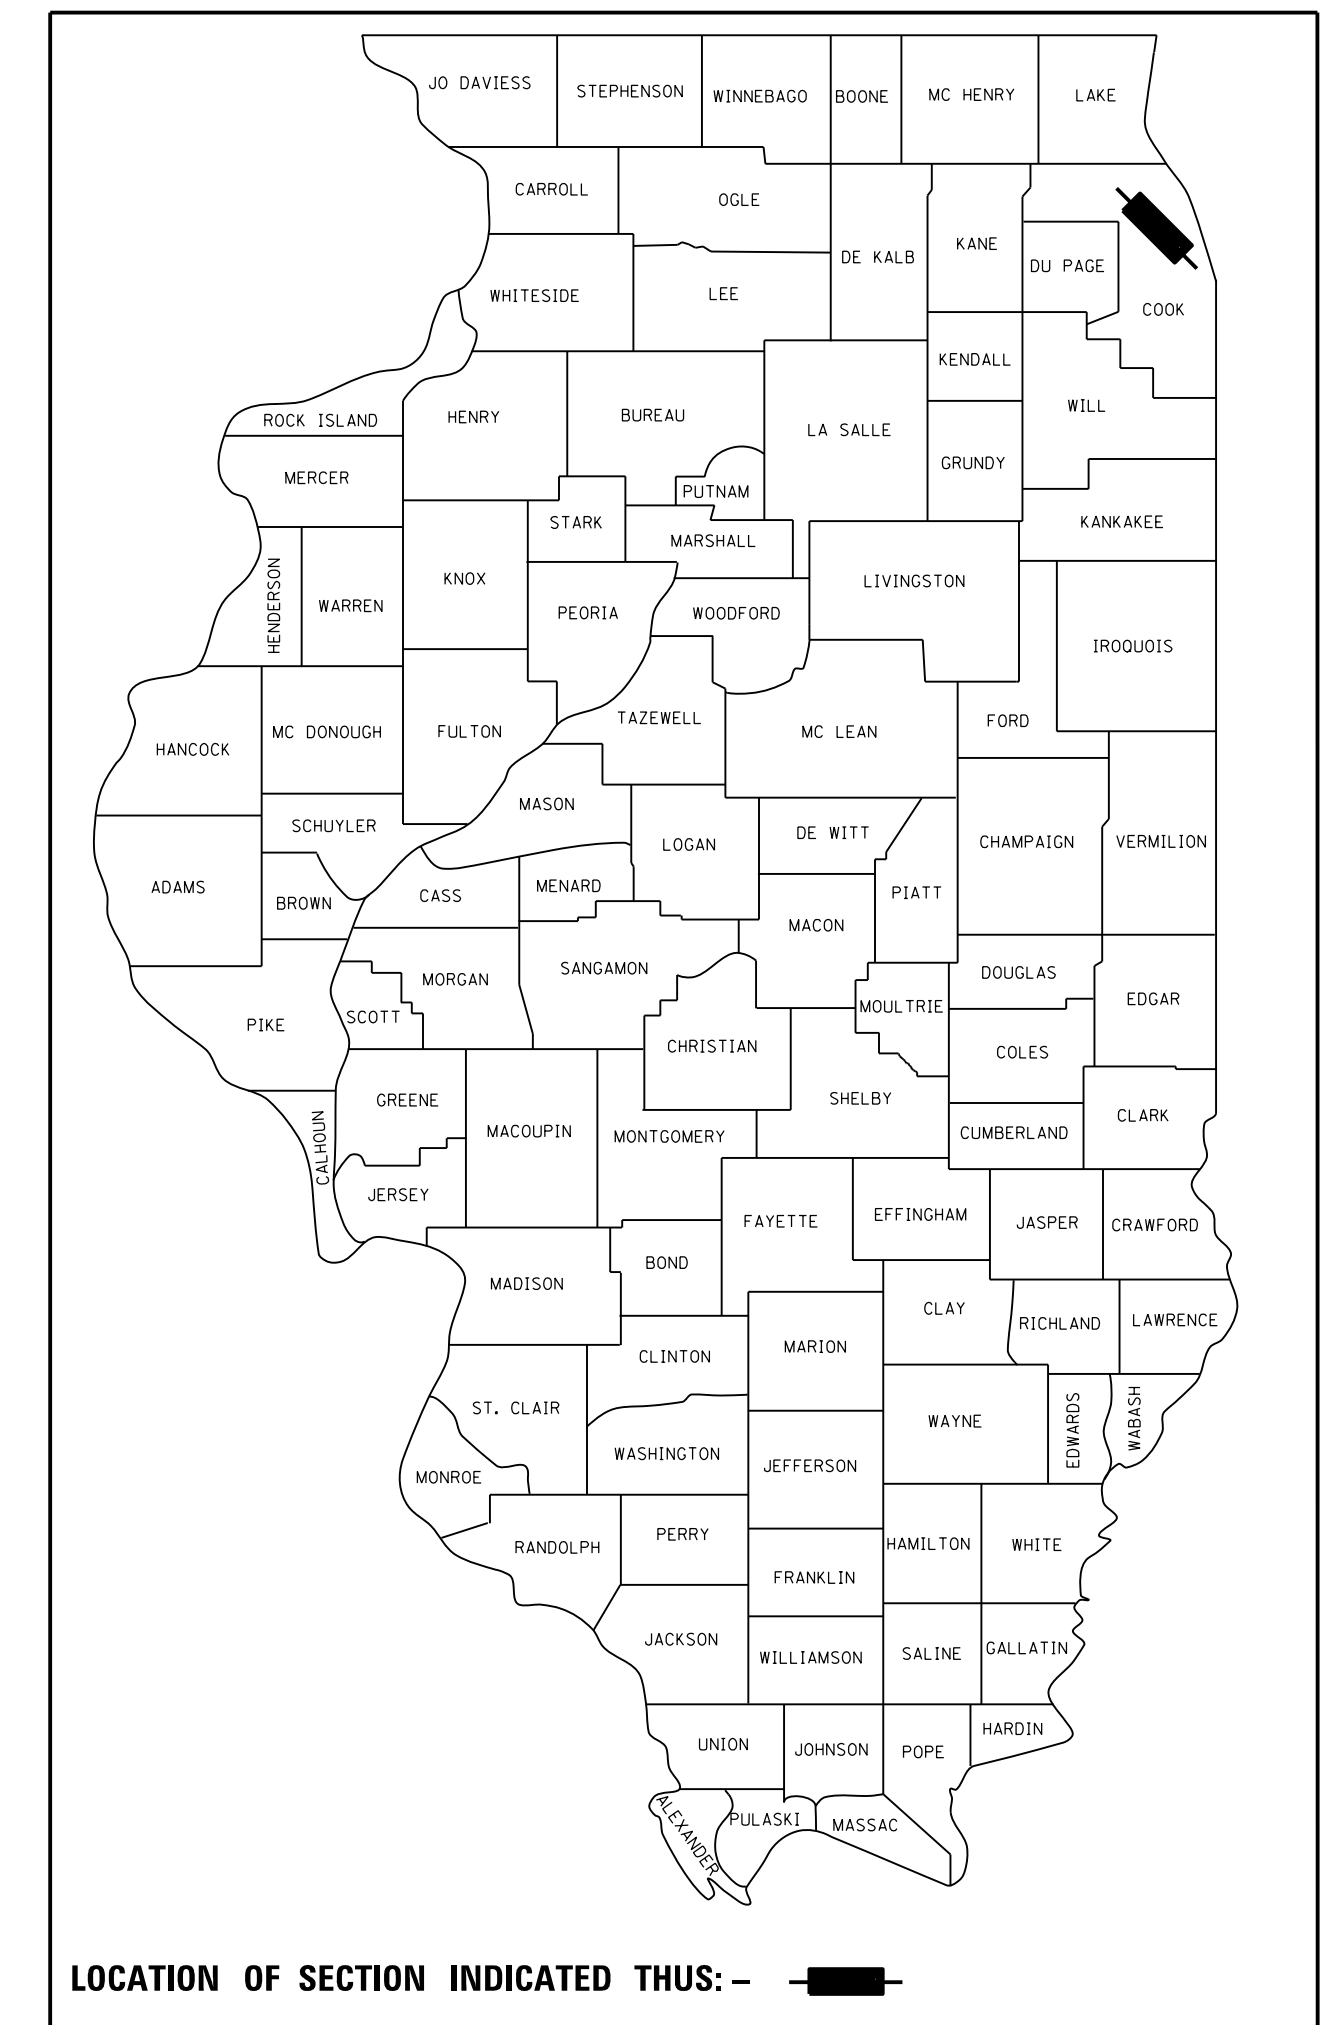 JO DAVIESS
STEPHENSON
WINNEBAGO
BOONE
MC HENRY
LAKE
CARROLL
OGLE
DE KALB
KANE
DU PAGE
COOK
WHITESIDE
LEE
KENDALL
ROCK ISLAND
HENRY
BUREAU
LA SALLE
WILL
GRUNDY
MERCER
PUTNAM
STARK
MARSHALL
KANKAKEE
HENDERSON
WARREN
KNOX
PEORIA
WOODFORD
LIVINGSTON
IROQUOIS
HANCOCK
MC DONOUGH
FULTON
TAZEWELL
MC LEAN
FORD
MASON
SCHUYLER
LOGAN
DE WITT
CHAMPAIGN
VERMILION
ADAMS
BROWN
CASS
MENARD
PIATT
MACON
MORGAN
SANGAMON
DOUGLAS
EDGAR
PIKE
SCOTT
MOULTRIE
CHRISTIAN
COLES
GREENE
SHELBY
CALHOUN
MACOUPIN
MONTGOMERY
CUMBERLAND
CLARK
JERSEY
FAYETTE
EFFINGHAM
JASPER
CRAWFORD
MADISON
BOND
CLAY
RICHLAND
LAWRENCE
CLINTON
MARION
ST. CLAIR
WAYNE
EDWARDS
WABASH
WASHINGTON
JEFFERSON
MONROE
RANDOLPH
PERRY
HAMILTON
WHITE
FRANKLIN
JACKSON
WILLIAMSON
SALINE
GALLATIN
UNION
JOHNSON
POPE
HARDIN
ALEXANDER
PULASKI
MASSAC
LOCATION OF SECTION INDICATED THUS: –